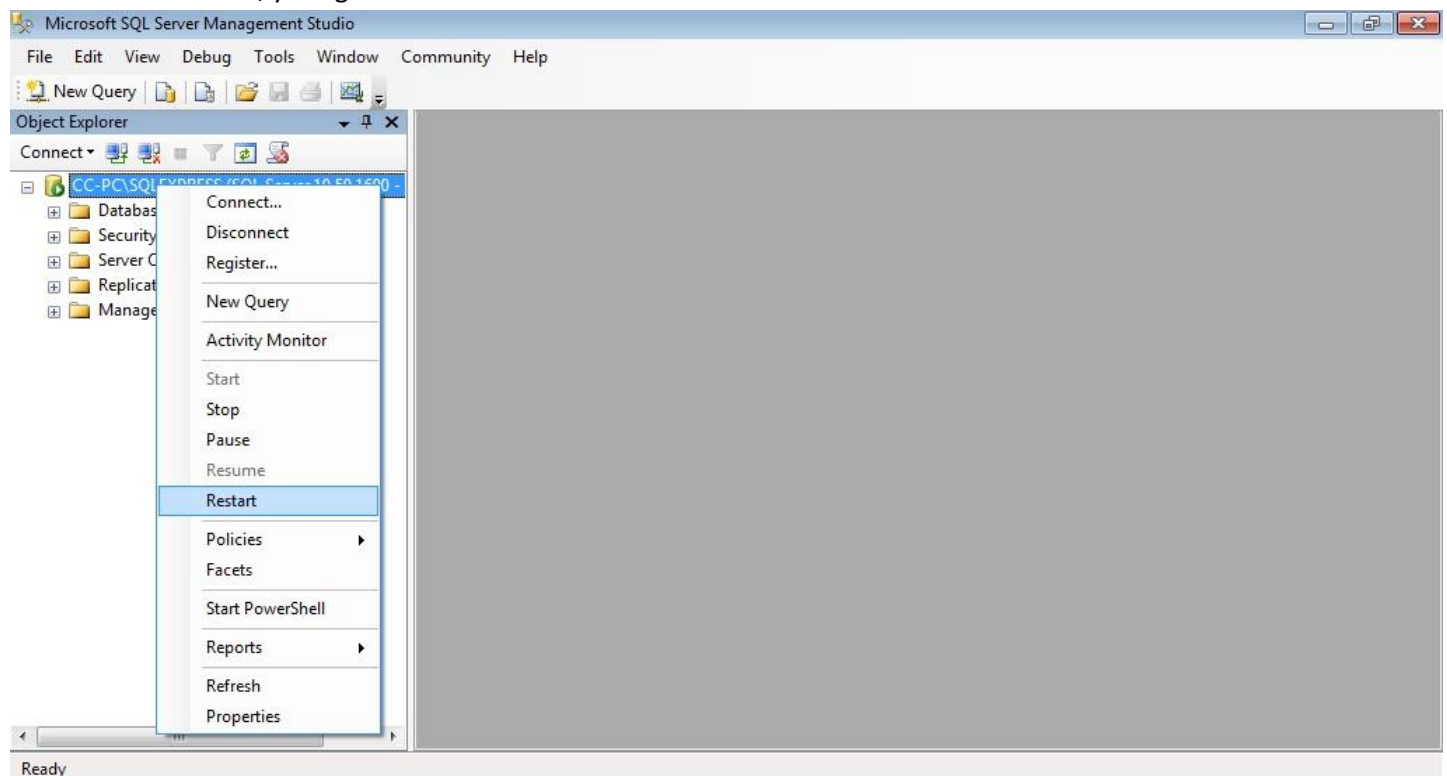 Microsoft SQL Server Management Studio
File Edit View Debug Tools Window Community Help
New Query
Object Explorer
Connect
CC-PC\SQLEXPRESS (SQL Server 10.50.1600 -
Databas
Security
Server C
Replicat
Manage
Connect...
Disconnect
Register...
New Query
Activity Monitor
Start
Stop
Pause
Resume
Restart
Policies
Facets
Start PowerShell
Reports
Refresh
Properties
Ready